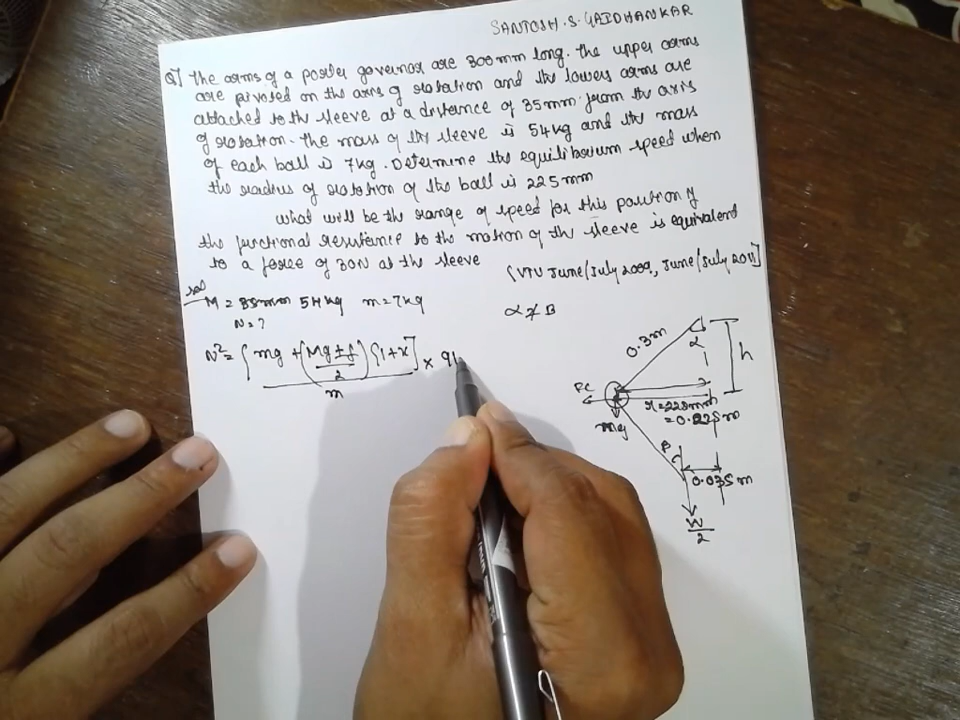 SANTOSH.S.GAIDHANKAR
Q] The arms of a porter governor are 300mm long. the upper arms
are pivoted on the axis of rotation and the lower arms are
attached to the sleeve at a distance of 35mm from the axis
of rotation. The mass of the sleeve is 54kg and the mass
of each ball is 7kg. Determine the equilibrium speed when
the radius of rotation of the ball is 225mm
what will be the range of speed for this position if
the frictional resistance to the motion of the sleeve is equivalent
to a force of 30N at the sleeve
(VTU June/July 2009, June/July 2011]
sol
M = 54kg m=7kg
N=?
α≠B
N²= { mg +(Mg±f/2) {1+x] × 91
m
0.3m
α
h
Fc
mg
r=225mm
=0.225m
B
0.035m
W/2